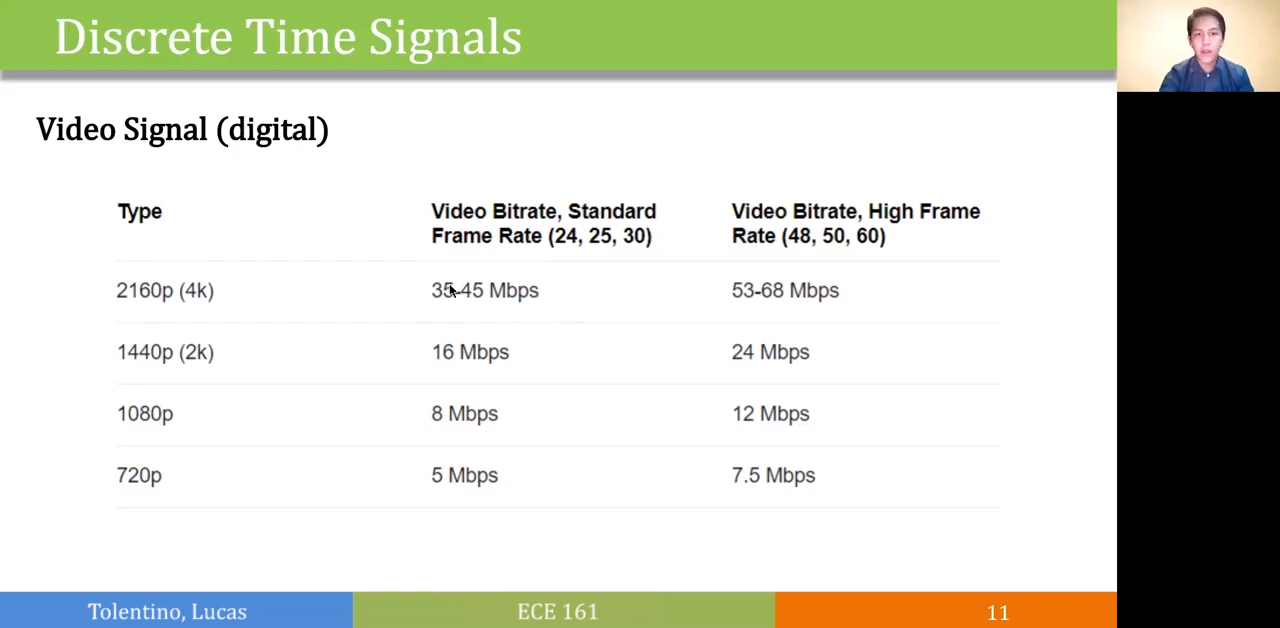 Discrete Time Signals
Video Signal (digital)
Type
Video Bitrate, Standard
Frame Rate (24, 25, 30)
Video Bitrate, High Frame
Rate (48, 50, 60)
2160p (4k)
35-45 Mbps
53-68 Mbps
1440p (2k)
16 Mbps
24 Mbps
1080p
8 Mbps
12 Mbps
720p
5 Mbps
7.5 Mbps
Tolentino, Lucas
ECE 161
11